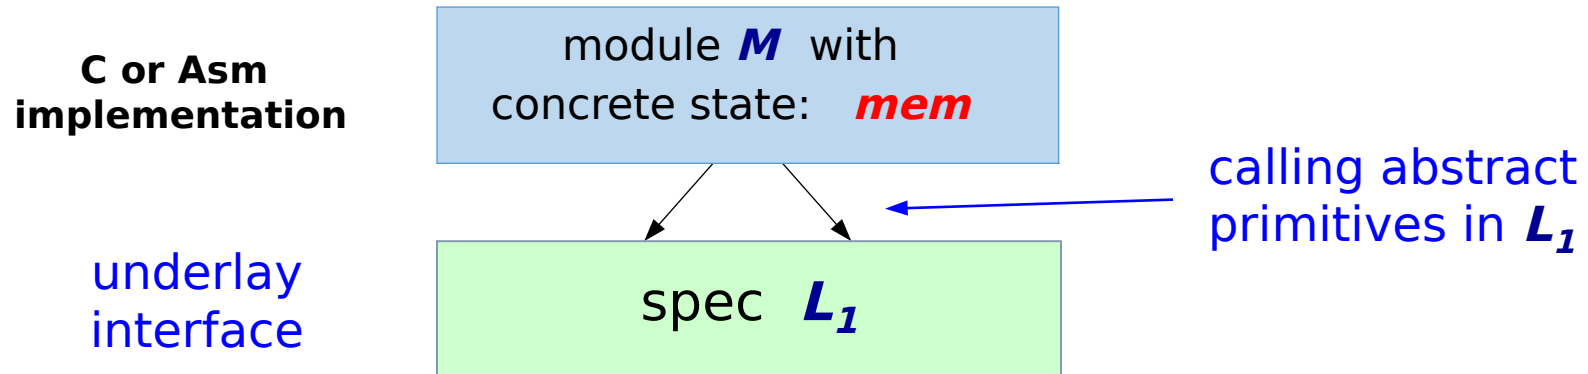 C or Asm
implementation
module M with
concrete state: mem
calling abstract
primitives in L1
underlay
interface
spec L1